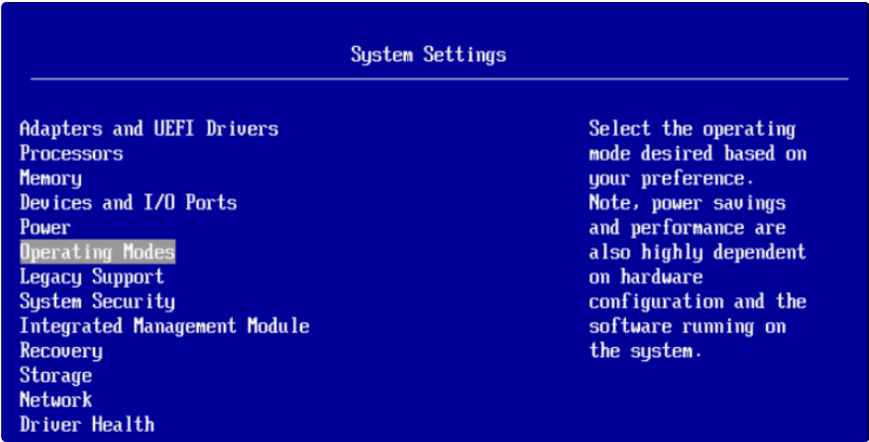 System Settings
Adapters and UEFI Drivers
Processors
Memory
Devices and I/O Ports
Power
Operating Modes
Legacy Support
System Security
Integrated Management Module
Recovery
Storage
Network
Driver Health
Select the operating
mode desired based on
your preference.
Note, power savings
and performance are
also highly dependent
on hardware
configuration and the
software running on
the system.